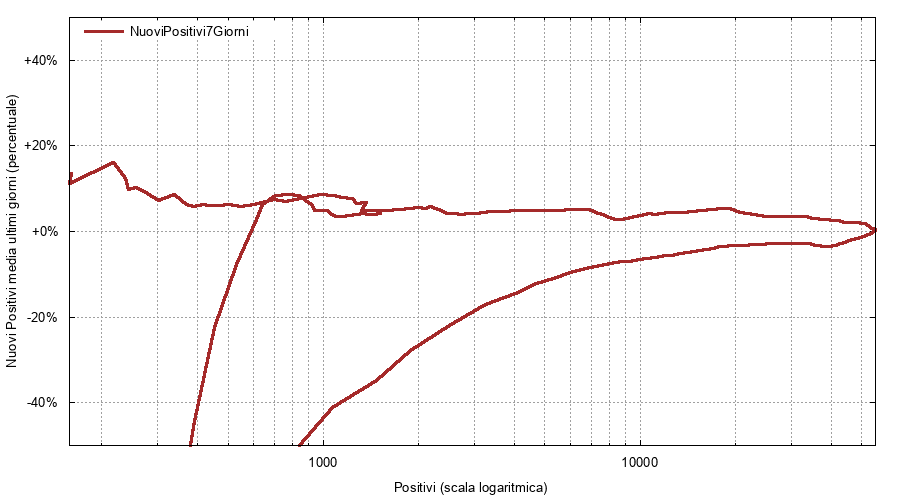 NuoviPositivi7Giorni
+40%
+20%
+0%
-20%
-40%
Nuovi Positivi media ultimi giorni (percentuale)
1000
10000
Positivi (scala logaritmica)